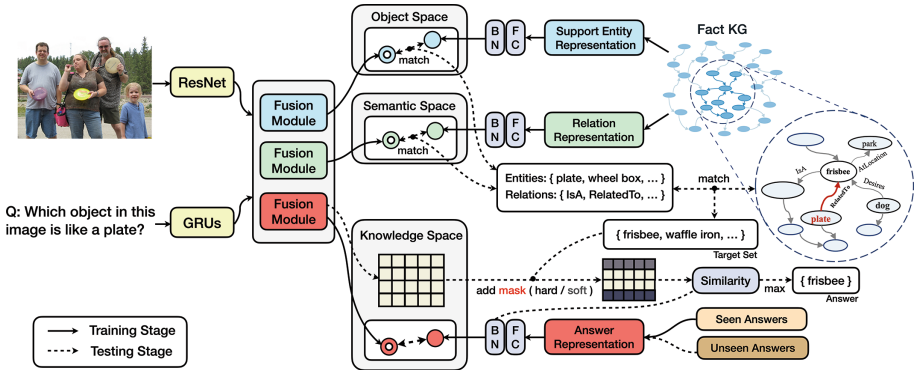 Object Space
match
B
N
F
C
Support Entity
Representation
Fact KG
ResNet
Fusion
Module
Semantic Space
match
B
N
F
C
Relation
Representation
Fusion
Module
park
AtLocation
frisbee
IsA
RelatedTo
Desires
plate
dog
Entities: { plate, wheel box, ... }
Relations: { IsA, RelatedTo, ... }
match
Q: Which object in this
image is like a plate?
GRUs
Fusion
Module
Knowledge Space
{ frisbee, waffle iron, ... }
Target Set
add mask ( hard / soft )
Similarity
max
{ frisbee }
Answer
B
N
F
C
Answer
Representation
Seen Answers
Unseen Answers
Training Stage
Testing Stage